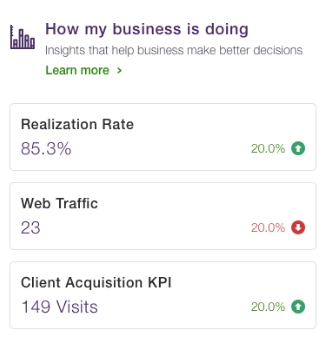 How my business is doing
Insights that help business make better decisions
Learn more >
Realization Rate
85.3%
20.0%
Web Traffic
23
20.0%
Client Acquisition KPI
149 Visits
20.0%